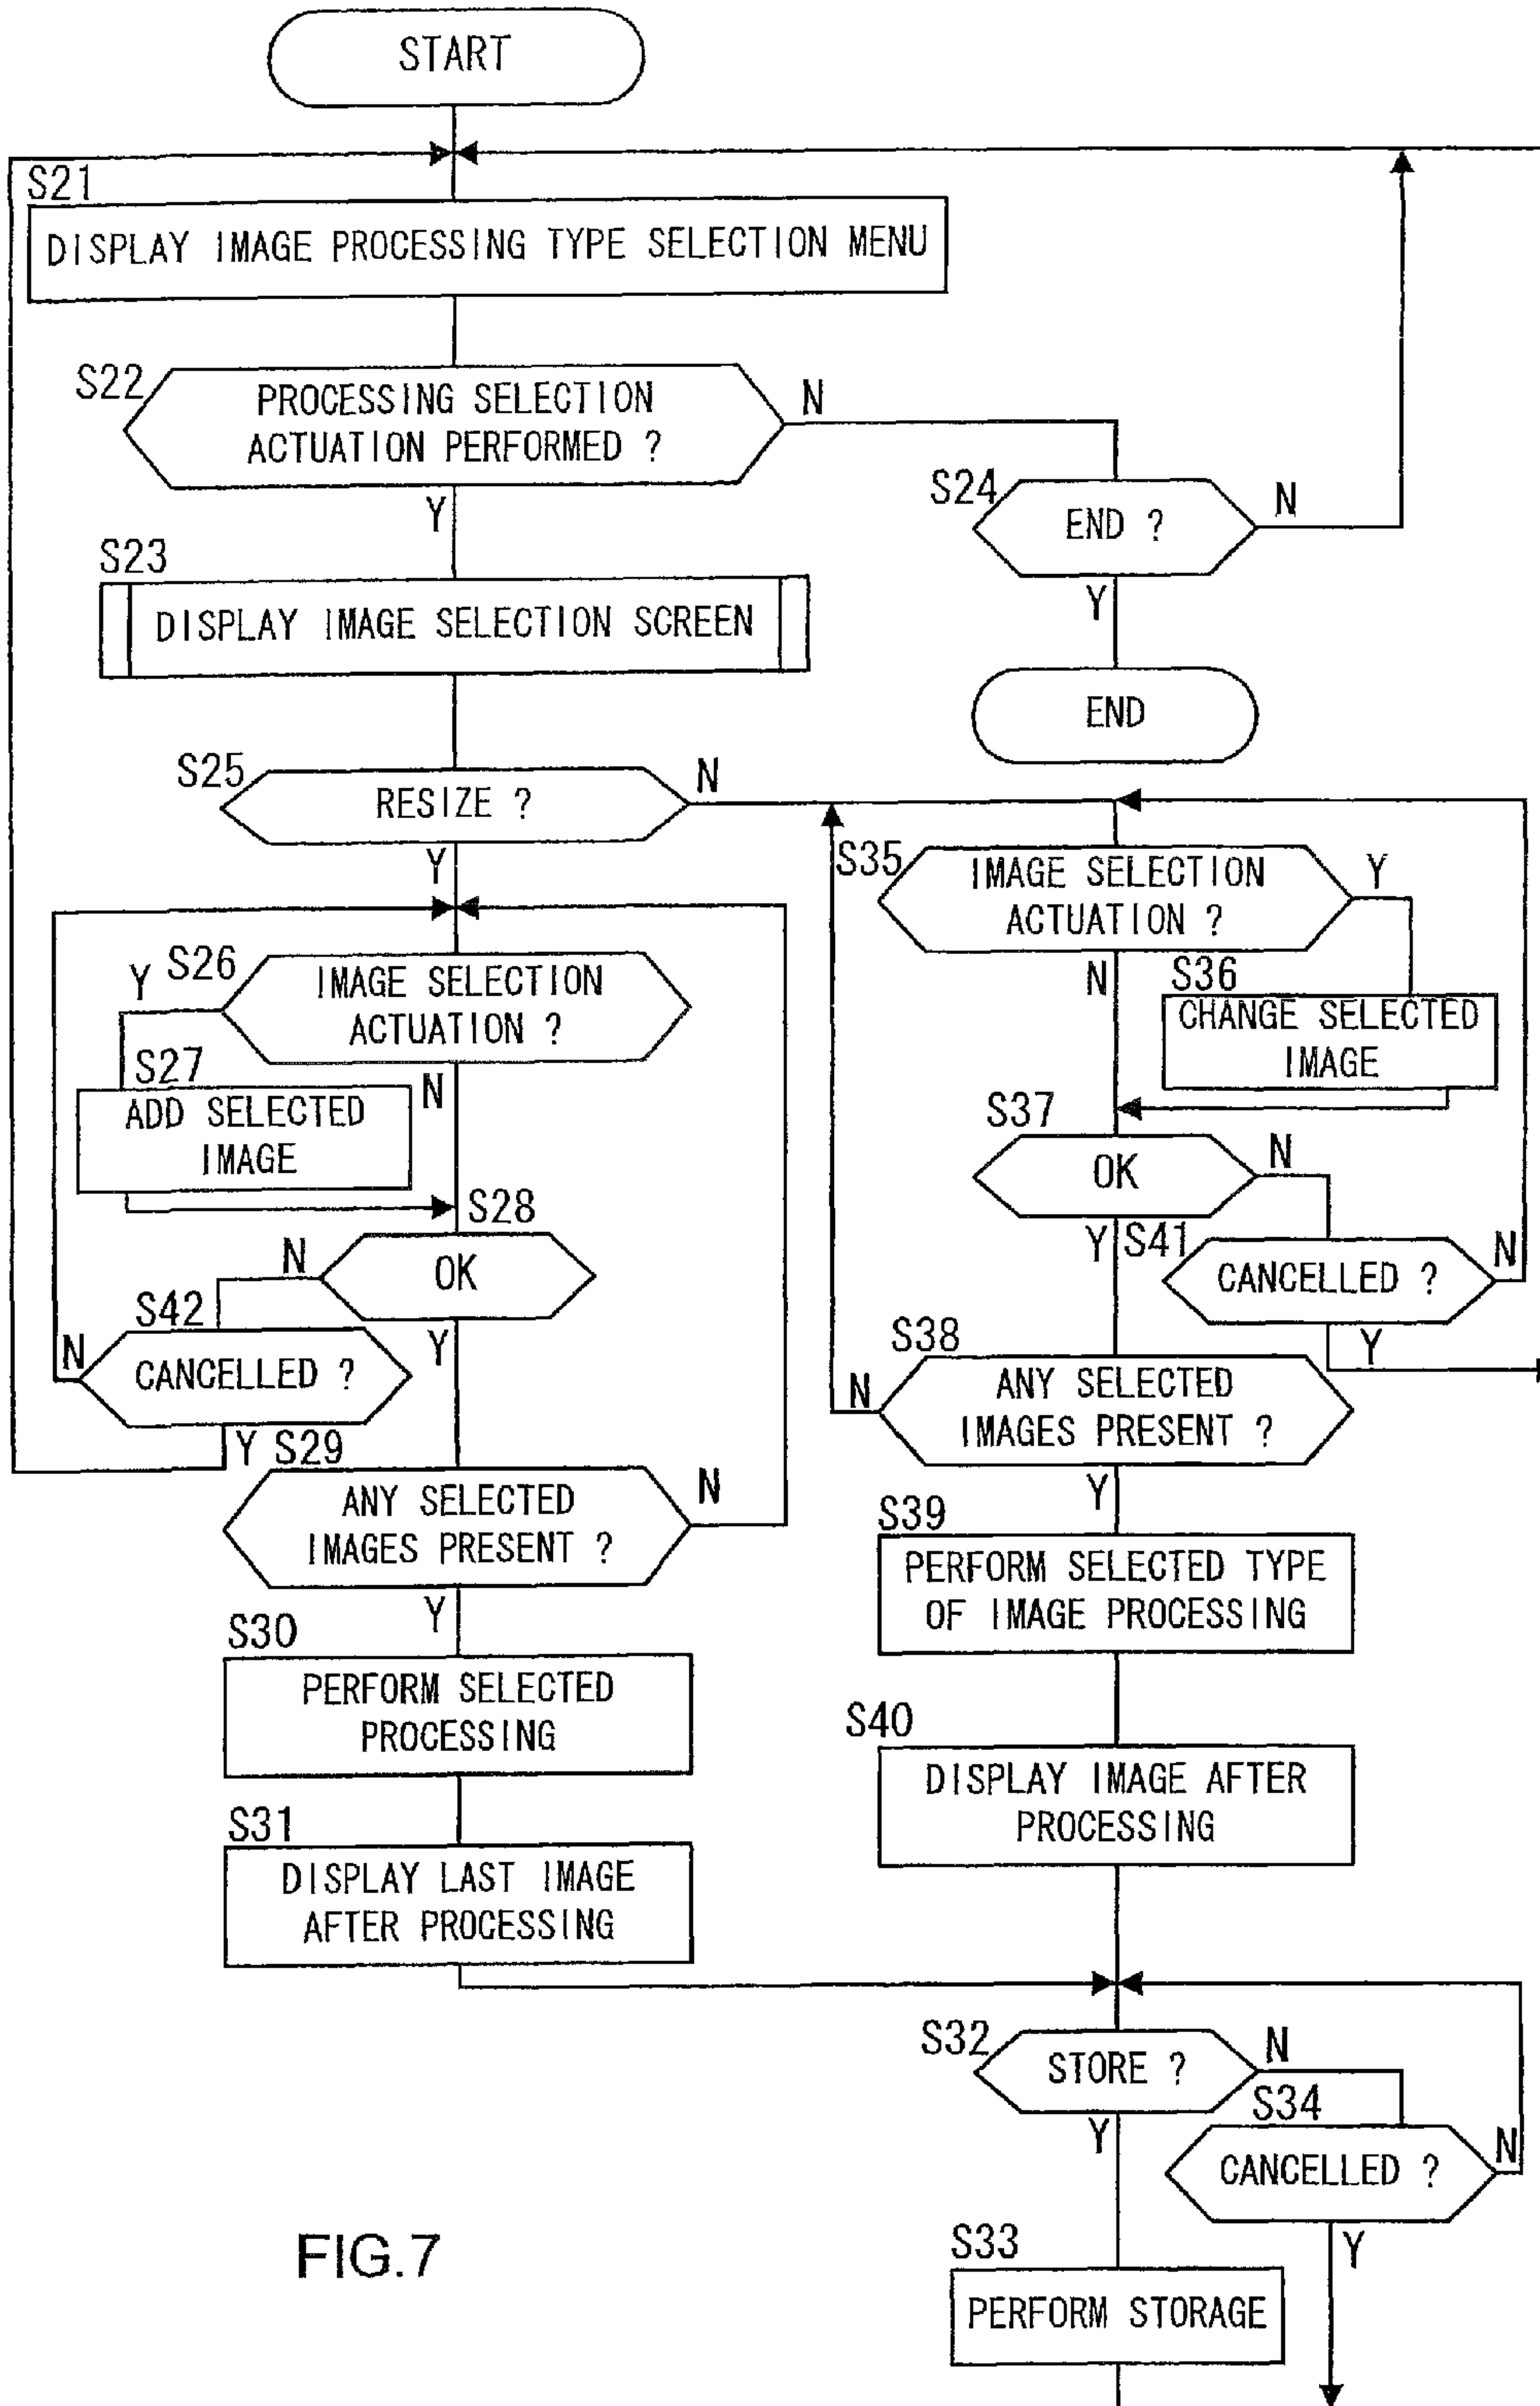 START
S21
DISPLAY IMAGE PROCESSING TYPE SELECTION MENU
S22
PROCESSING SELECTION
ACTUATION PERFORMED ?
N
Y
S24
END ?
N
Y
END
S23
DISPLAY IMAGE SELECTION SCREEN
S25
RESIZE ?
N
Y
S26
IMAGE SELECTION
ACTUATION ?
Y
N
S27
ADD SELECTED
IMAGE
S28
OK
N
Y
S42
CANCELLED ?
N
Y
S29
ANY SELECTED
IMAGES PRESENT ?
N
Y
S30
PERFORM SELECTED
PROCESSING
S31
DISPLAY LAST IMAGE
AFTER PROCESSING
S35
IMAGE SELECTION
ACTUATION ?
Y
N
S36
CHANGE SELECTED
IMAGE
S37
OK
N
Y
S41
CANCELLED ?
N
Y
S38
ANY SELECTED
IMAGES PRESENT ?
N
Y
S39
PERFORM SELECTED TYPE
OF IMAGE PROCESSING
S40
DISPLAY IMAGE AFTER
PROCESSING
S32
STORE ?
N
Y
S34
CANCELLED ?
N
Y
S33
PERFORM STORAGE
FIG.7